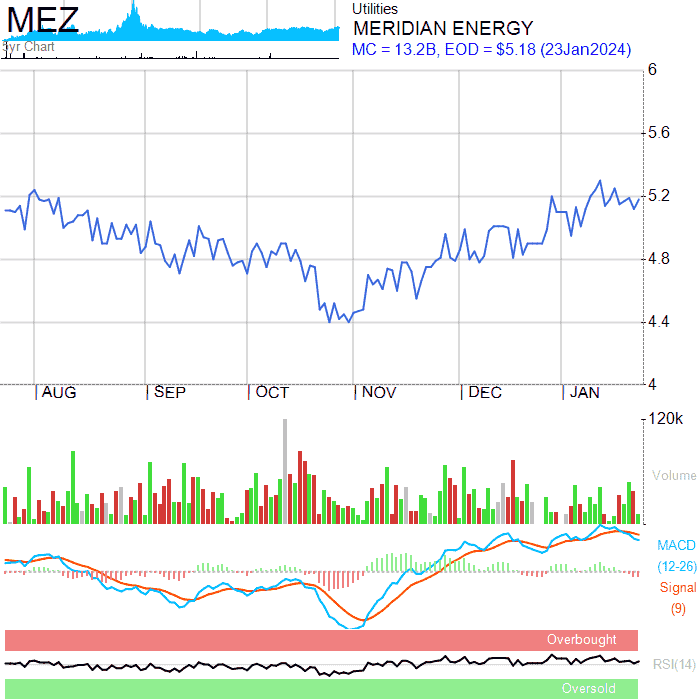 MEZ
5yr Chart
Utilities
MERIDIAN ENERGY
MC = 13.2B, EOD = $5.18 (23Jan2024)
6
5.6
5.2
4.8
4.4
4
AUG SEP OCT NOV DEC JAN
120k
Volume
MACD
(12-26)
Signal
(9)
Overbought
RSI(14)
Oversold